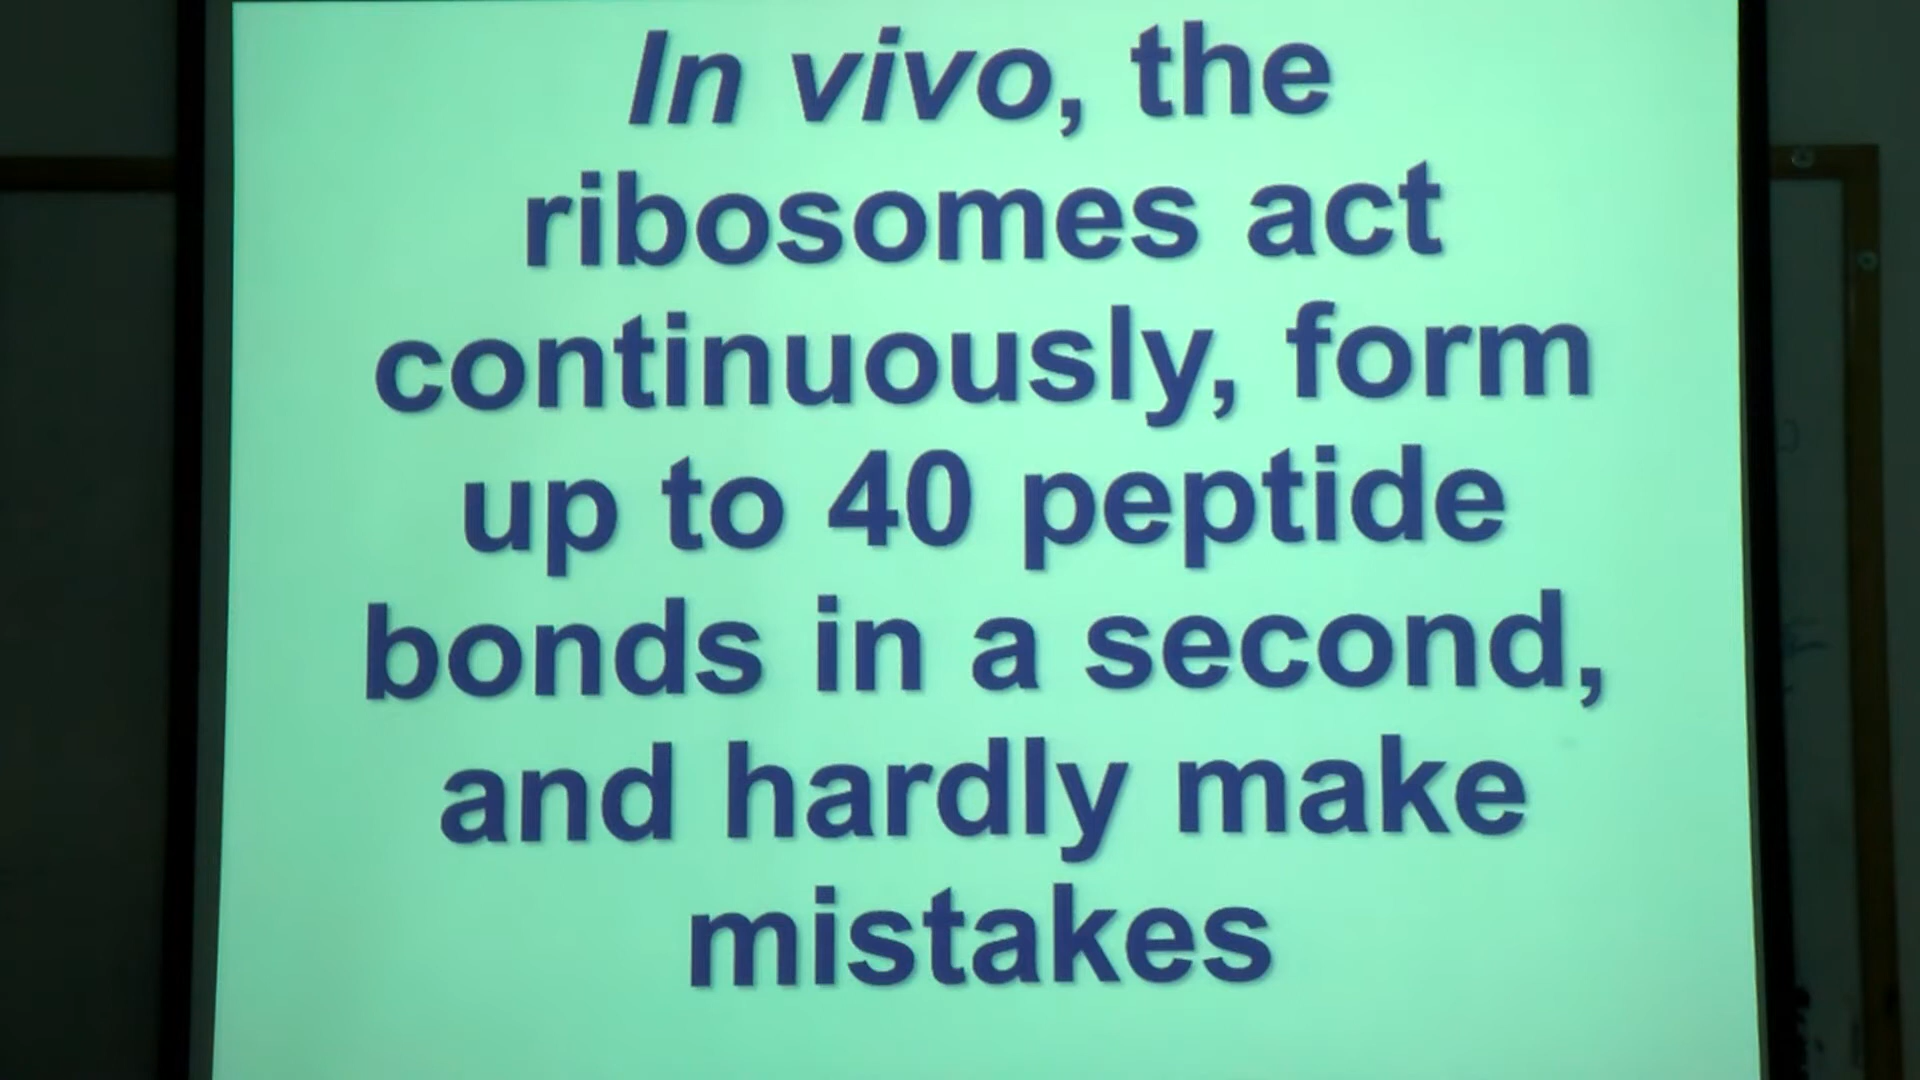 In vivo, the
ribosomes act
continuously, form
up to 40 peptide
bonds in a second,
and hardly make
mistakes